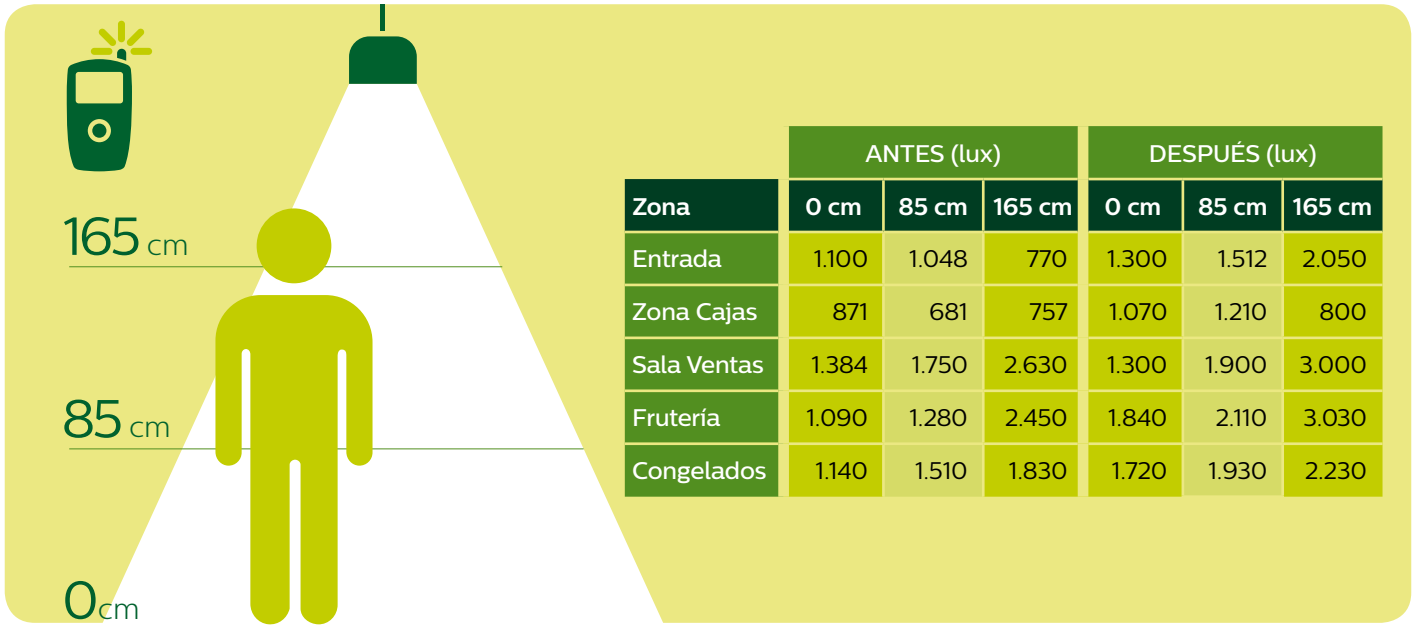 165 cm
85 cm
0cm
ANTES (lux) DESPUÉS (lux)
Zona 0 cm 85 cm 165 cm 0 cm 85 cm 165 cm
Entrada 1.100 1.048 770 1.300 1.512 2.050
Zona Cajas 871 681 757 1.070 1.210 800
Sala Ventas 1.384 1.750 2.630 1.300 1.900 3.000
Frutería 1.090 1.280 2.450 1.840 2.110 3.030
Congelados 1.140 1.510 1.830 1.720 1.930 2.230